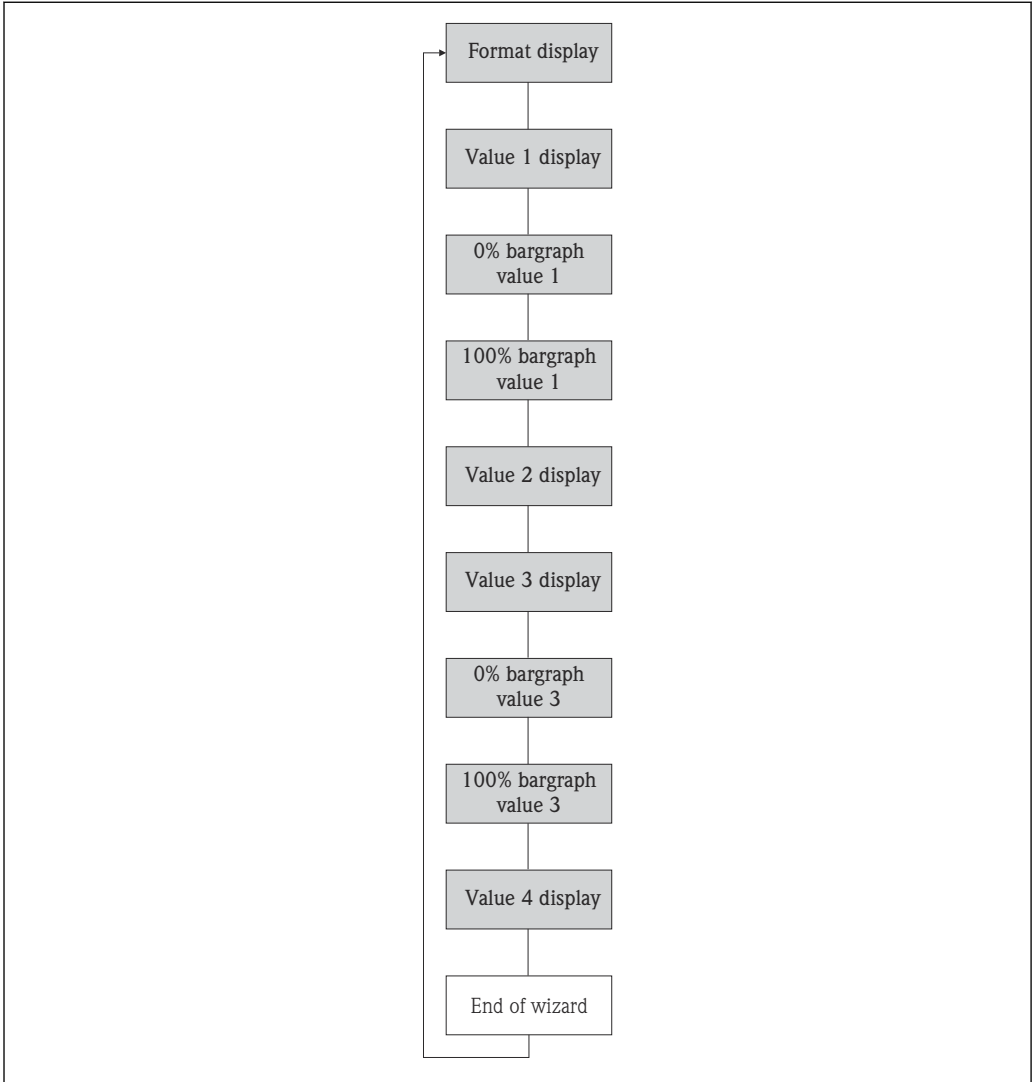 Format display
Value 1 display
0% bargraph
value 1
100% bargraph
value 1
Value 2 display
Value 3 display
0% bargraph
value 3
100% bargraph
value 3
Value 4 display
End of wizard